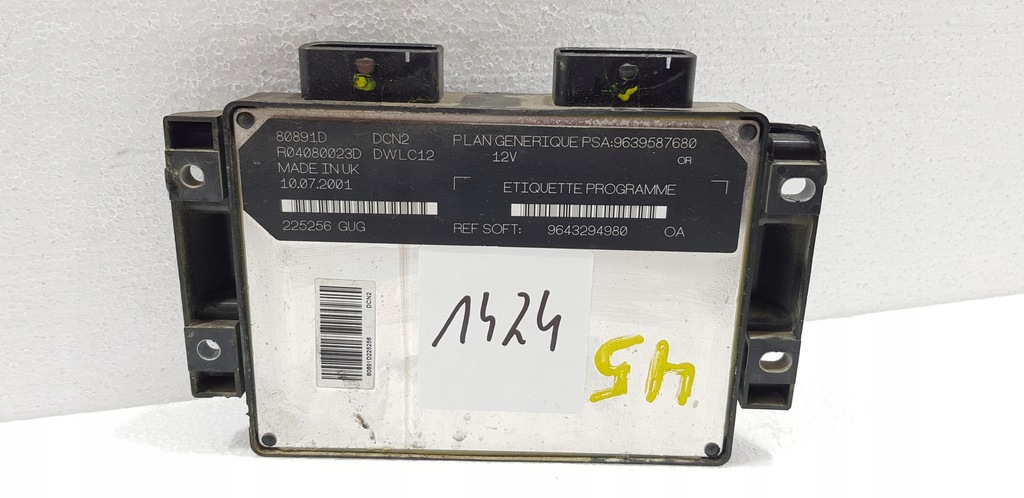 80891D DCN2 PLAN GENERIQUE PSA:9639587680
R04080023D DWLC12 12V OR
MADE IN UK
10.07.2001 ETIQUETTE PROGRAMME
225256 GUG REF SOFT: 9643294980 OA
DCN2
80891D225256
1424
45